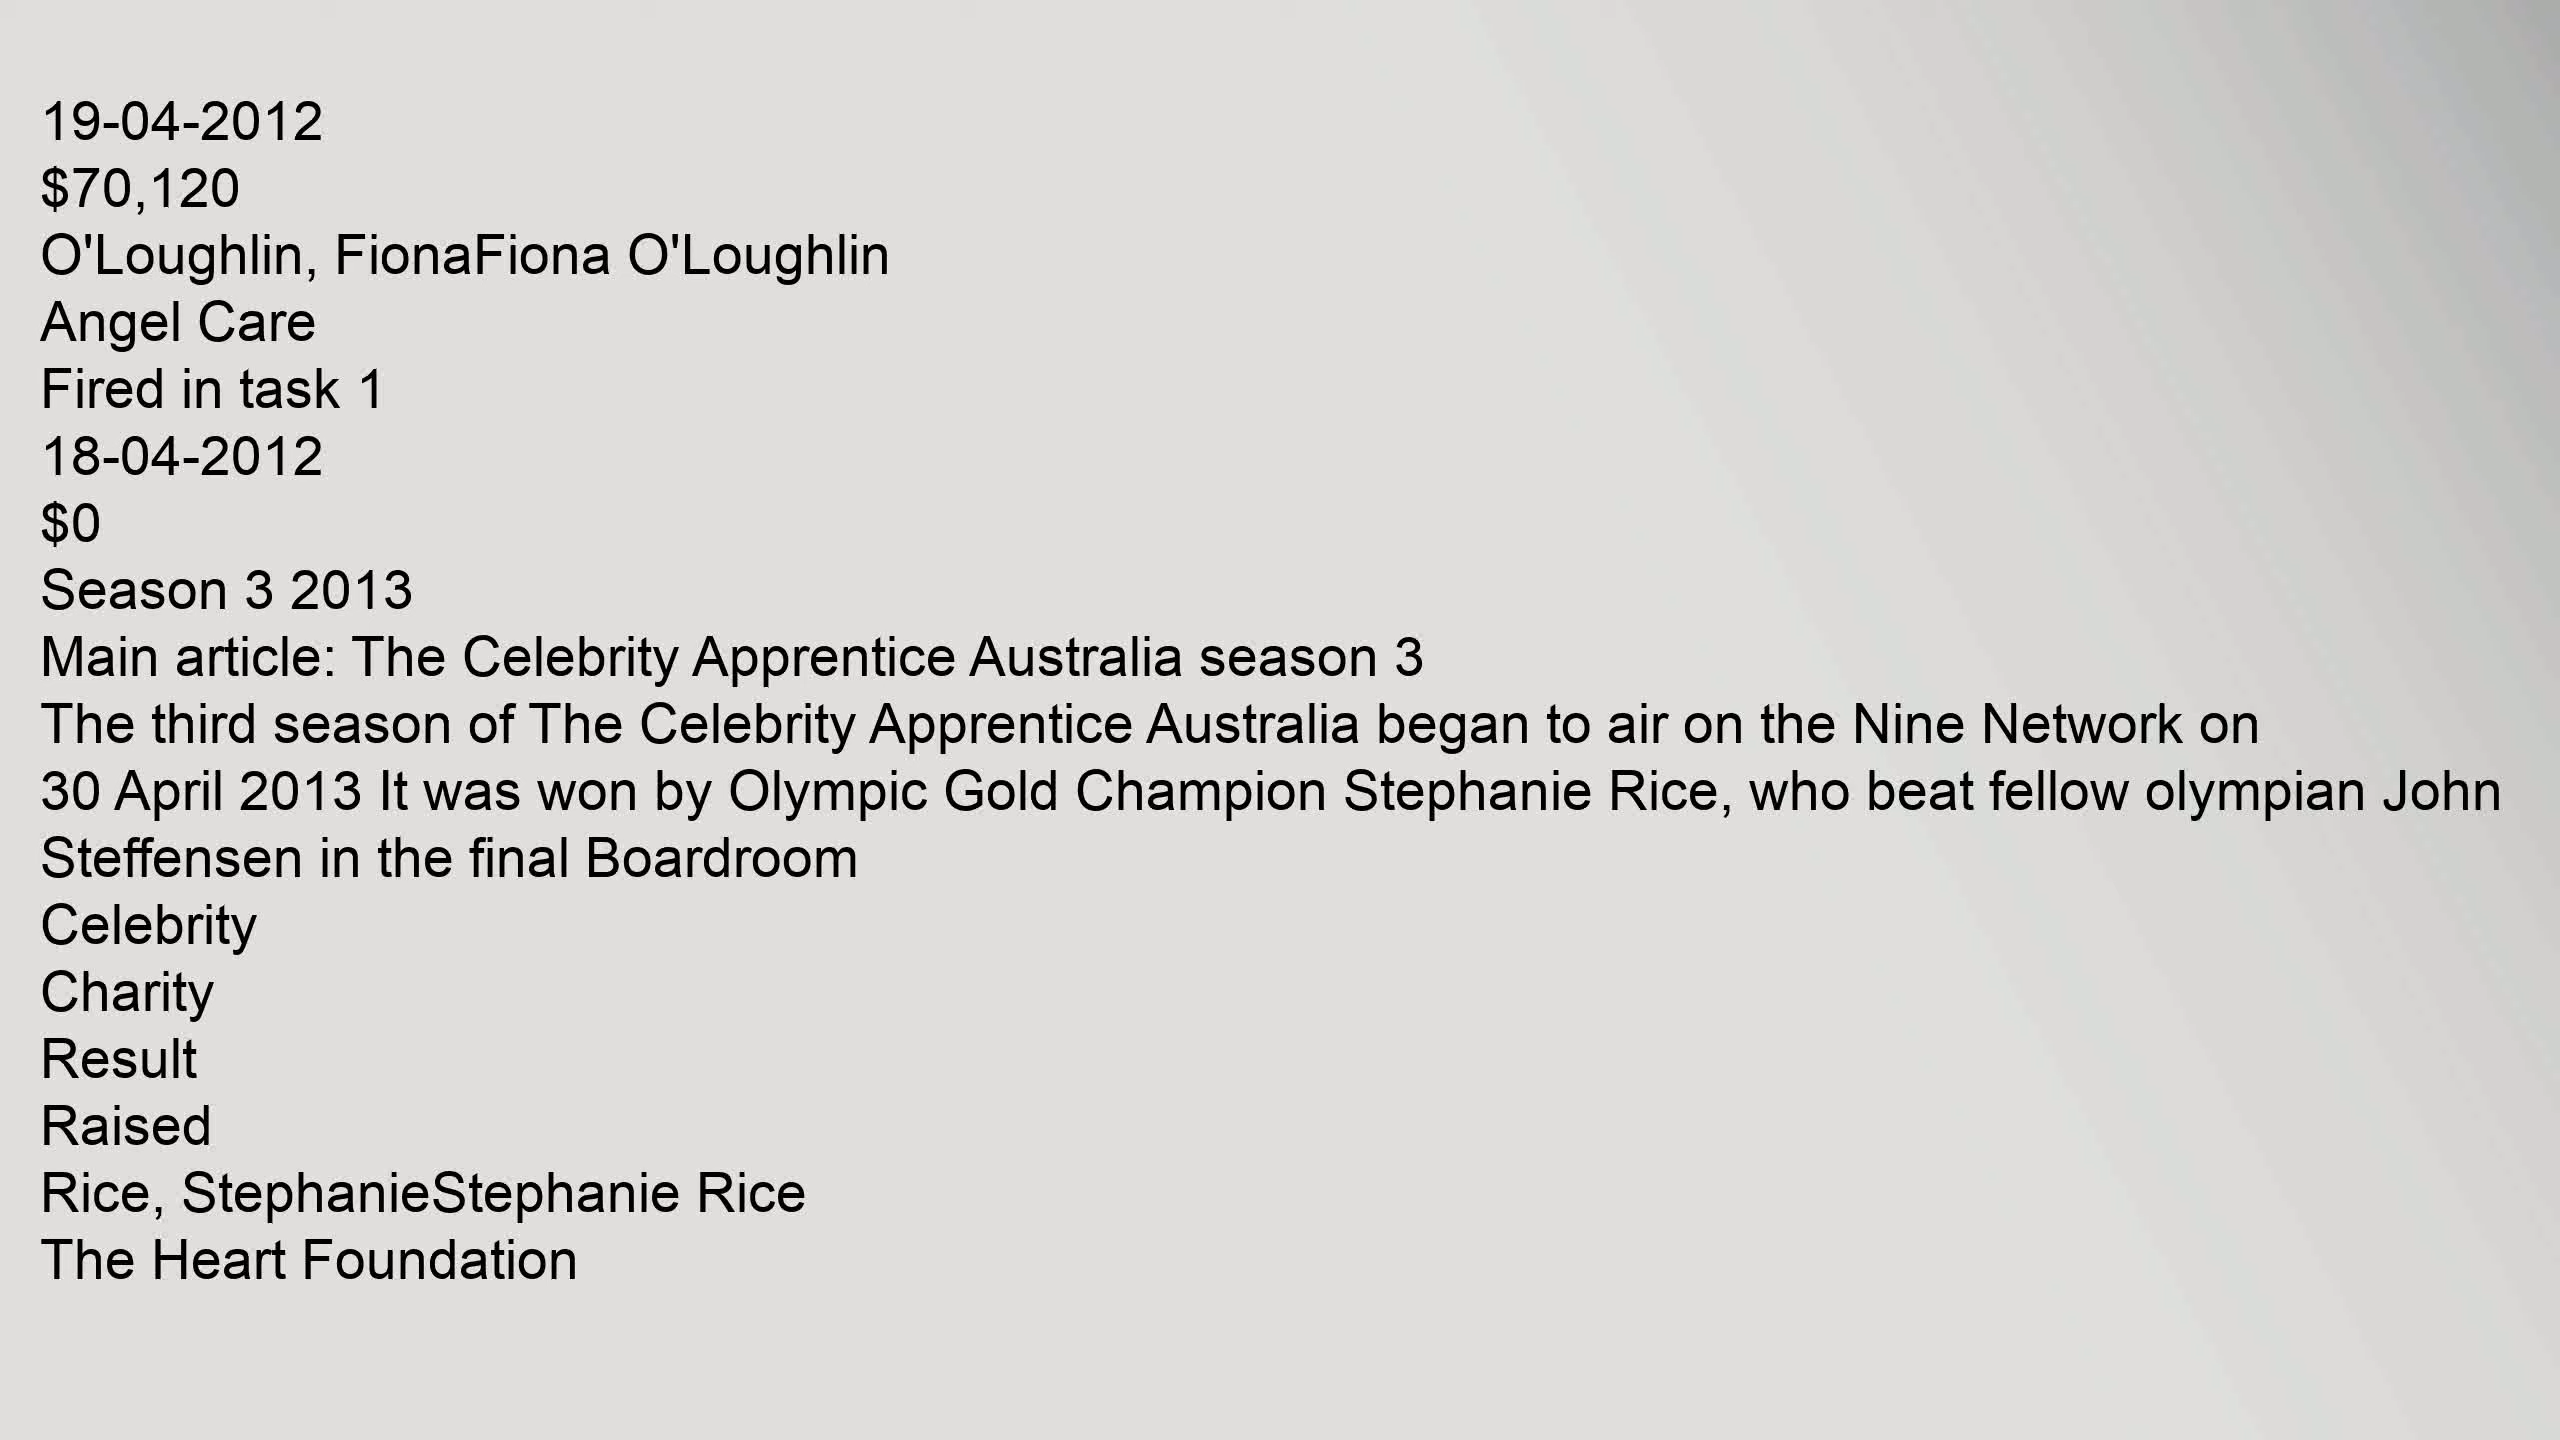 19-04-2012
$70,120
O'Loughlin, FionaFiona O'Loughlin
Angel Care
Fired in task 1
18-04-2012
$0
Season 3 2013
Main article: The Celebrity Apprentice Australia season 3
The third season of The Celebrity Apprentice Australia began to air on the Nine Network on
30 April 2013 It was won by Olympic Gold Champion Stephanie Rice, who beat fellow olympian John
Steffensen in the final Boardroom
Celebrity
Charity
Result
Raised
Rice, StephanieStephanie Rice
The Heart Foundation